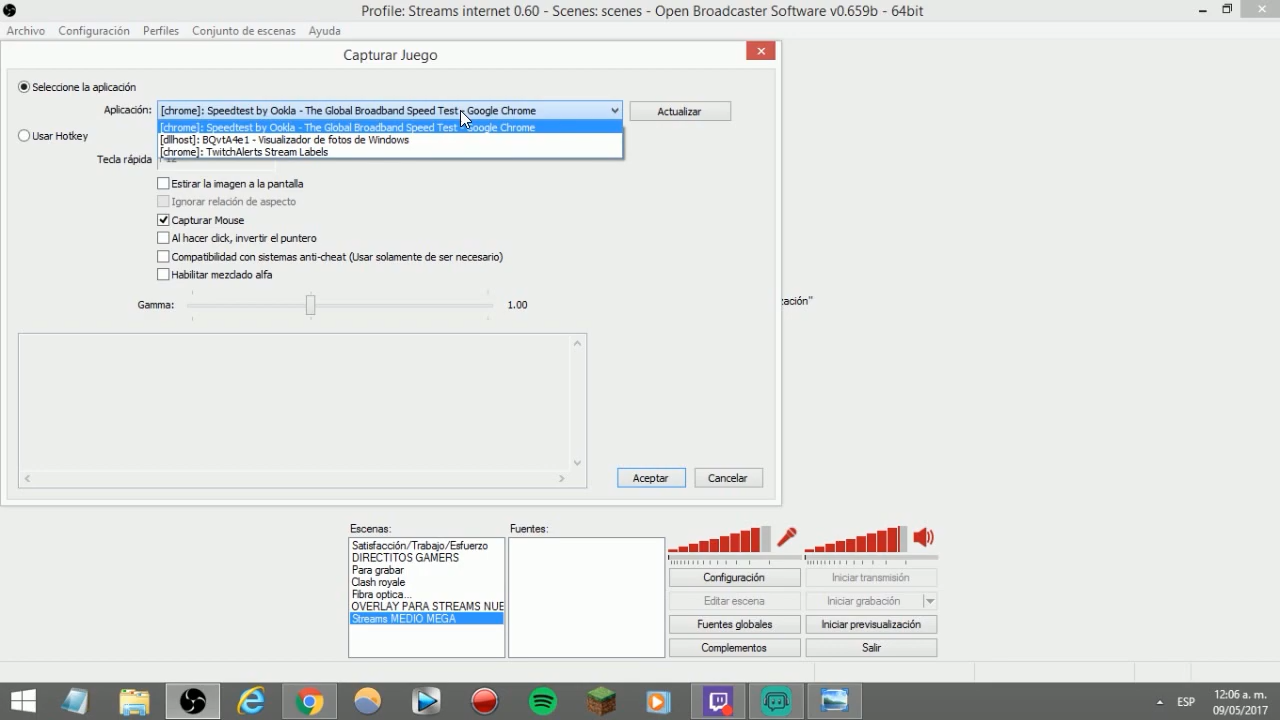 Profile: Streams internet 0.60 - Scenes: scenes - Open Broadcaster Software v0.659b - 64bit
Archivo Configuración Perfiles Conjunto de escenas Ayuda
Capturar Juego
Seleccione la aplicación
Aplicación: [chrome]: Speedtest by Ookla - The Global Broadband Speed Test - Google Chrome Actualizar
[chrome]: Speedtest by Ookla - The Global Broadband Speed Test - Google Chrome
Usar Hotkey
[dllhost]: BQvtA4e1 - Visualizador de fotos de Windows
[chrome]: TwitchAlerts Stream Labels
Tecla rápida
Estirar la imagen a la pantalla
Ignorar relación de aspecto
Capturar Mouse
Al hacer click, invertir el puntero
Compatibilidad con sistemas anti-cheat (Usar solamente de ser necesario)
Habilitar mezclado alfa
Gamma: 1.00
zación"
Aceptar Cancelar
Escenas: Fuentes:
Satisfacción/Trabajo/Esfuerzo
DIRECTITOS GAMERS
Para grabar
Clash royale
Fibra optica...
OVERLAY PARA STREAMS NUE
Streams MEDIO MEGA
Configuración Iniciar transmisión
Editar escena Iniciar grabación
Fuentes globales Iniciar previsualización
Complementos Salir
ESP
12:06 a. m.
09/05/2017